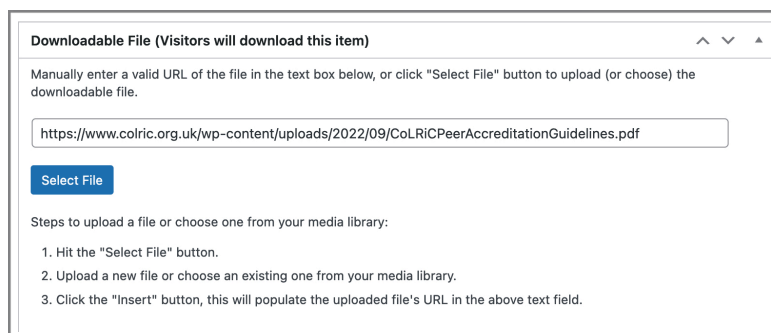 Downloadable File (Visitors will download this item)
Manually enter a valid URL of the file in the text box below, or click "Select File" button to upload (or choose) the
downloadable file.
https://www.colric.org.uk/wp-content/uploads/2022/09/CoLRiCPeerAccreditationGuidelines.pdf
Select File
Steps to upload a file or choose one from your media library:
1. Hit the "Select File" button.
2. Upload a new file or choose an existing one from your media library.
3. Click the "Insert" button, this will populate the uploaded file's URL in the above text field.